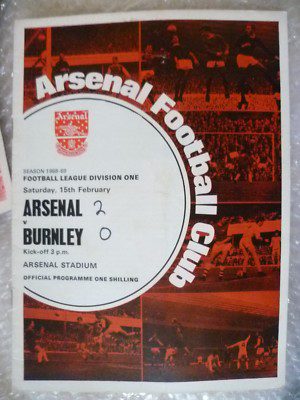 Arsenal Football Club
Arsenal
SEASON 1968-69
FOOTBALL LEAGUE DIVISION ONE
Saturday, 15th February
ARSENAL 2
v
BURNLEY 0
Kick-off 3 p.m.
ARSENAL STADIUM
OFFICIAL PROGRAMME ONE SHILLING